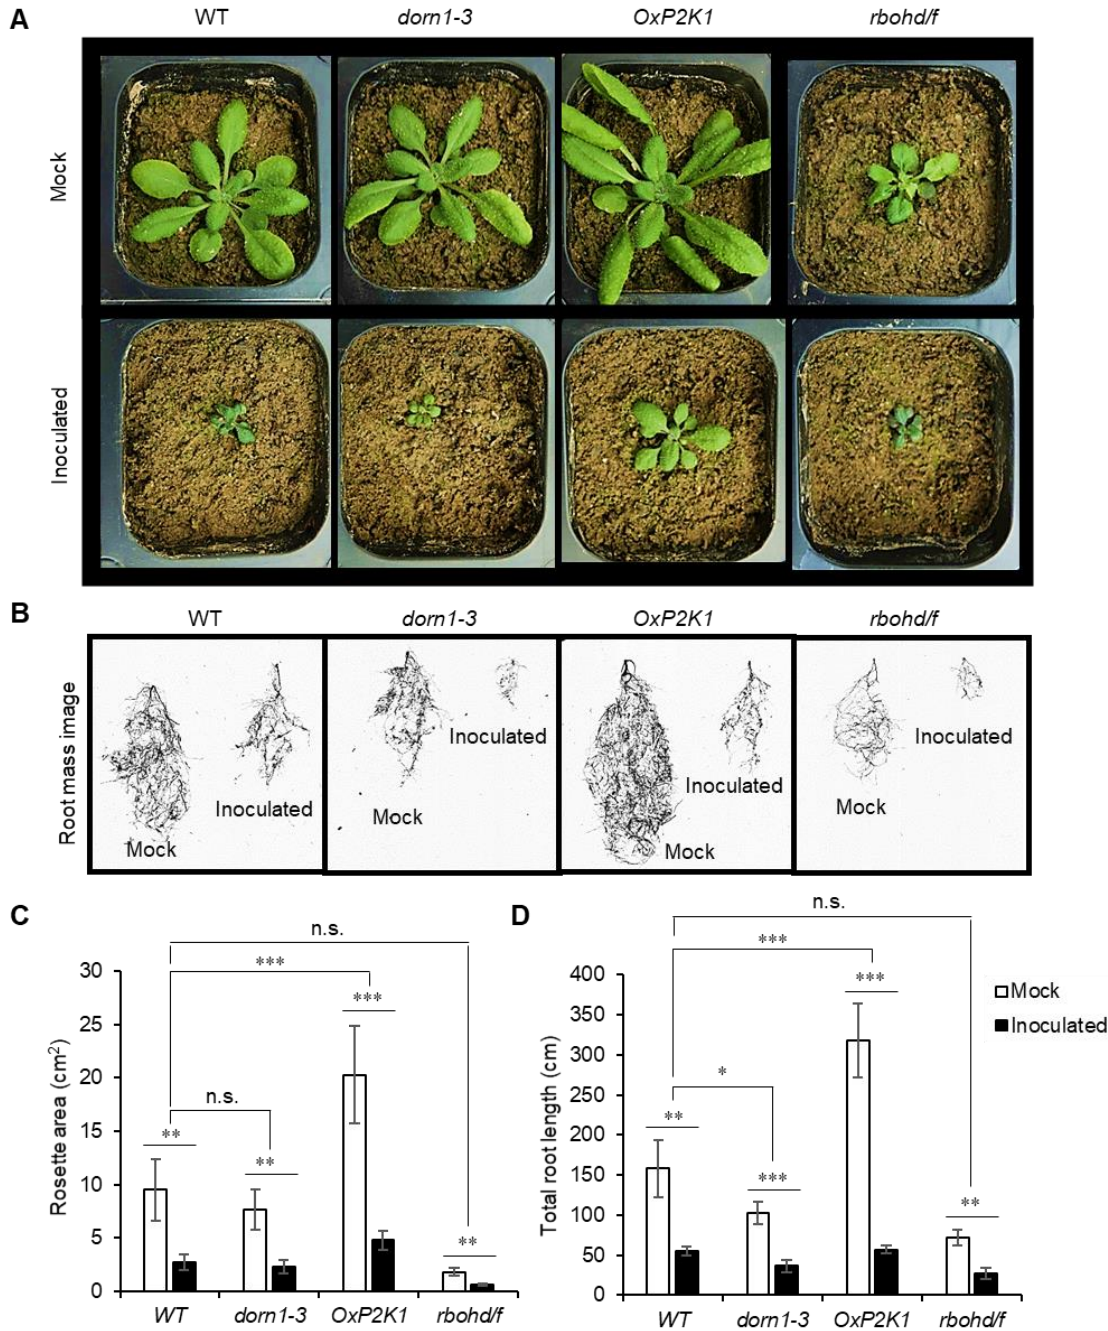 A
WT dorn1-3 OxP2K1 rbohd/f
Mock
Inoculated
B
WT dorn1-3 OxP2K1 rbohd/f
Root mass image
Mock Inoculated Mock Inoculated Mock Inoculated Mock Inoculated
C
n.s.
***
***
n.s.
**
**
**
Rosette area (cm²)
30
25
20
15
10
5
0
WT dorn1-3 OxP2K1 rbohd/f
D
n.s.
***
***
*
**
***
**
Total root length (cm)
400
350
300
250
200
150
100
50
0
WT dorn1-3 OxP2K1 rbohd/f
Mock
Inoculated